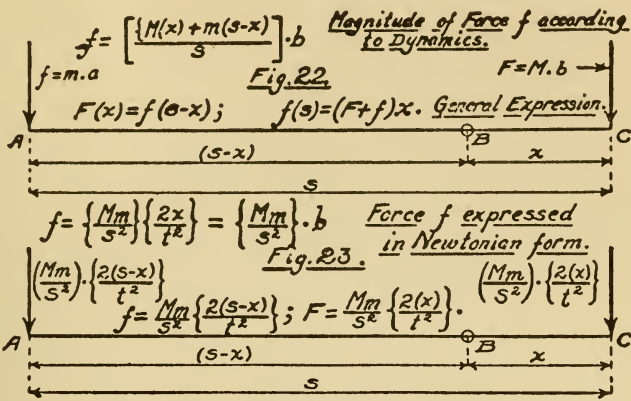 f = [{M(x) + m(s-x)}/s]·b Magnitude of Force f according
to Dynamics.
f = m.a Fig. 22. F = M.b →
F(x) = f(s-x); f(s) = (F+f)x. General Expression.
A B C
(s-x) x
s
f = {Mm/s²}{2x/t²} = {Mm/s²}·b Force f expressed
in Newtonian form.
Fig. 23.
(Mm/s²)·{2(s-x)/t²} (Mm/s²)·{2(x)/t²}
f = Mm/s² {2(s-x)/t²}; F = Mm/s² {2(x)/t²}.
A B C
(s-x) x
s